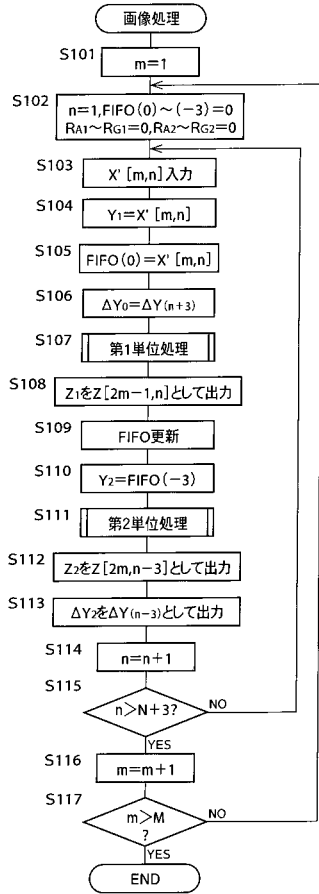 画像処理
S101
m=1
S102
n=1,FIFO(0)～(-3)=0
RA1～RG1=0,RA2～RG2=0
S103
X' [m,n] 入力
S104
Y1=X' [m,n]
S105
FIFO(0)=X' [m,n]
S106
ΔY0=ΔY(n+3)
S107
第1単位処理
S108
Z1をZ[2m-1,n]として出力
S109
FIFO更新
S110
Y2=FIFO(-3)
S111
第2単位処理
S112
Z2をZ[2m,n-3]として出力
S113
ΔY2をΔY(n-3)として出力
S114
n=n+1
S115
n>N+3?
NO
YES
S116
m=m+1
S117
m>M
?
NO
YES
END